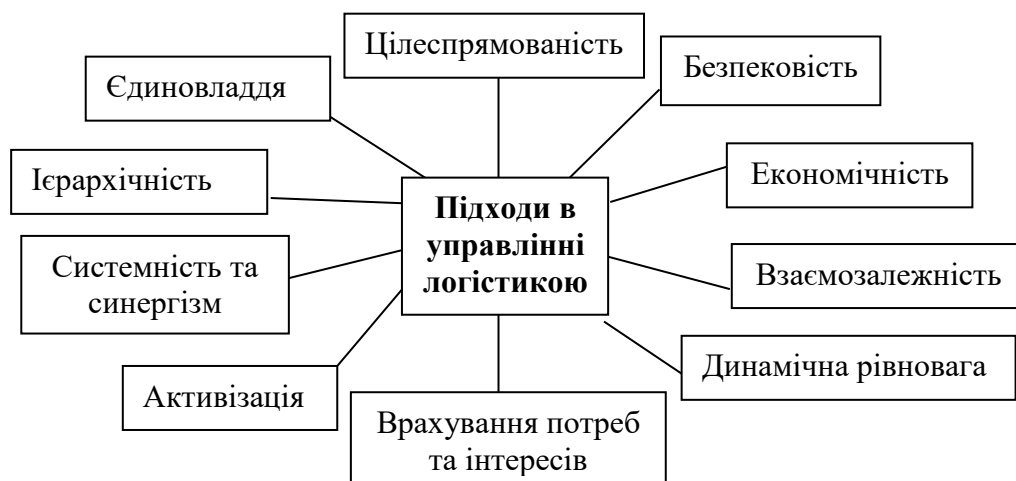 Цілеспрямованість
Безпековість
Єдиновладдя
Економічність
Ієрархічність
Підходи в
управлінні
логістикою
Системність та
синергізм
Взаємозалежність
Динамічна рівновага
Активізація
Врахування потреб
та інтересів